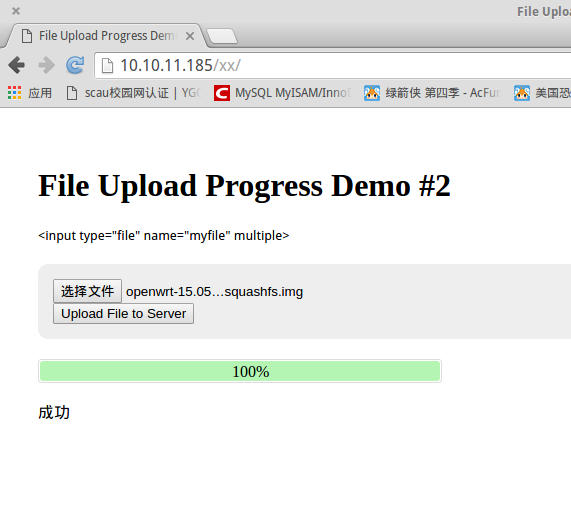 File Uplo
File Upload Progress Dem
10.10.11.185/xx/
应用 scau校园网认证 | YG MySQL MyISAM/Inno 绿箭侠 第四季 - AcFu 美国恐
File Upload Progress Demo #2
<input type="file" name="myfile" multiple>
选择文件 openwrt-15.05…squashfs.img
Upload File to Server
100%
成功